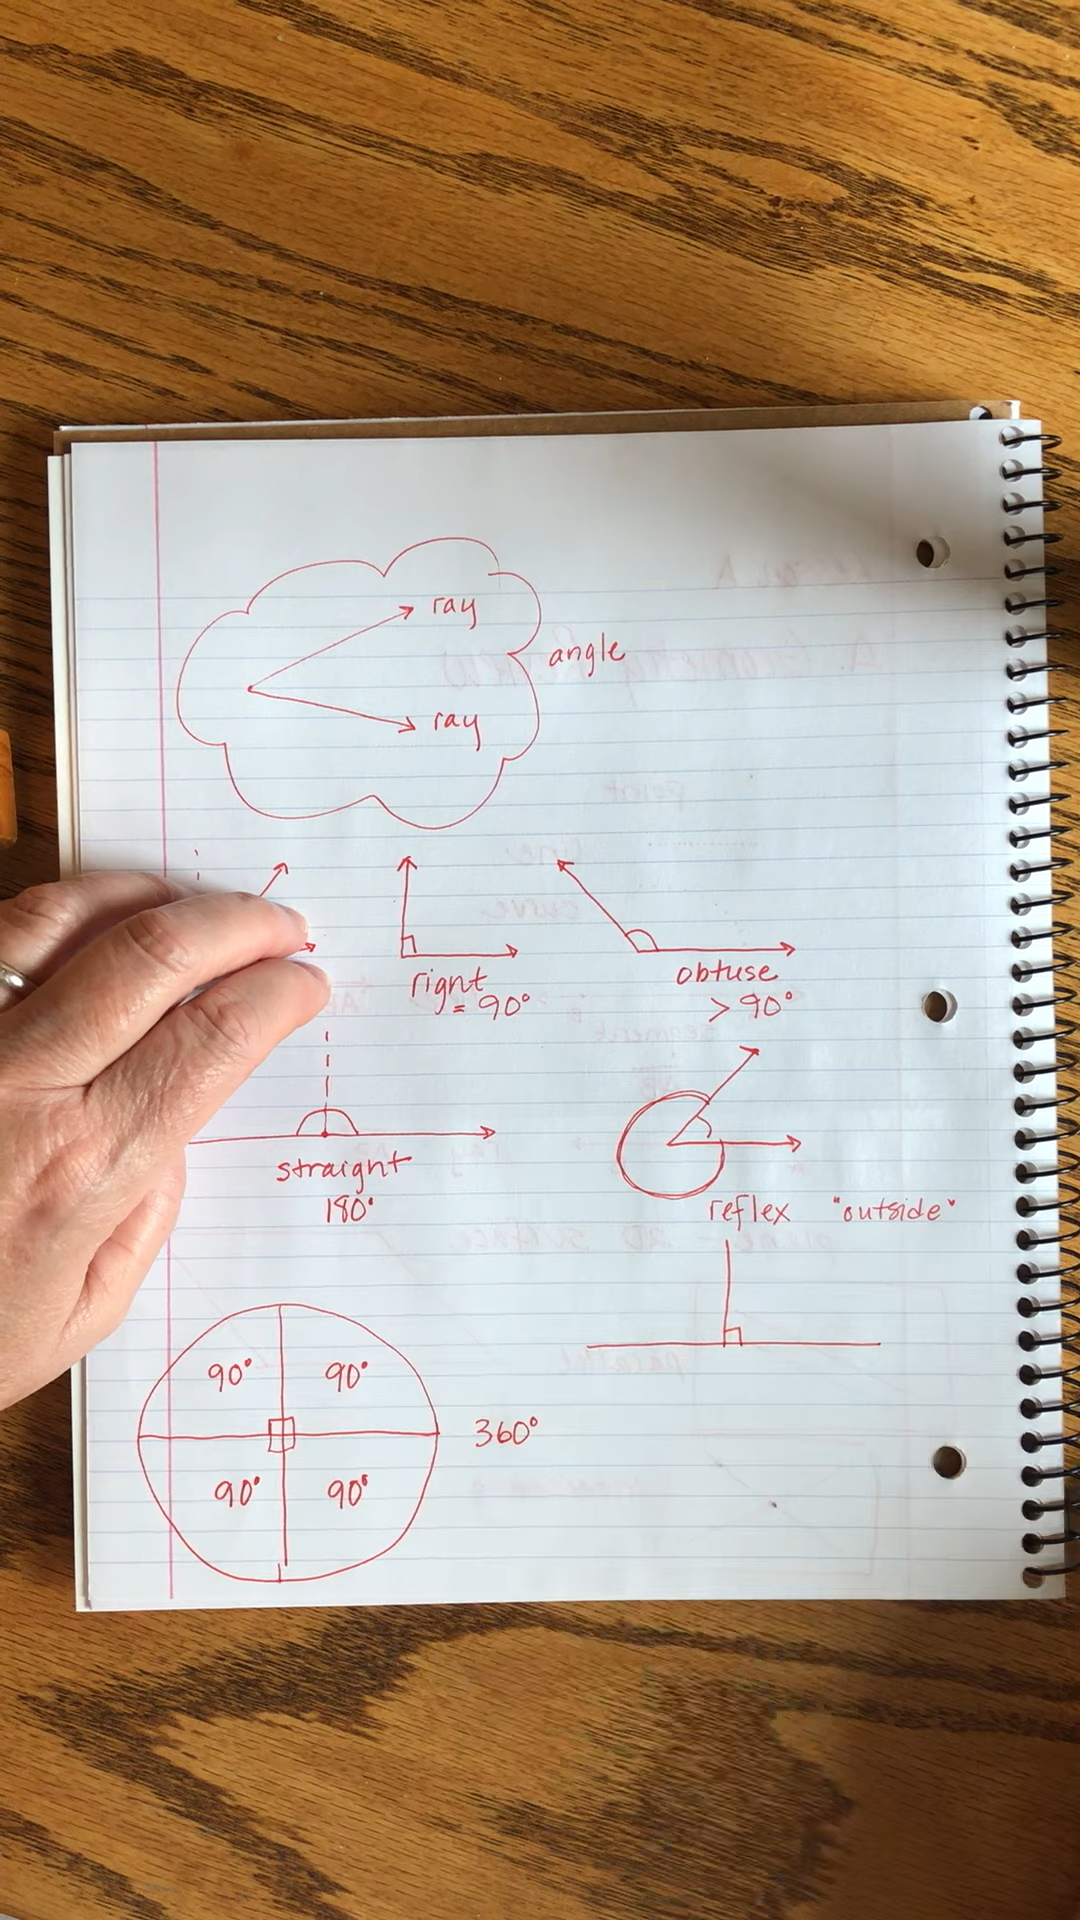 ray
angle
ray
right
= 90°
obtuse
> 90°
straight
180°
reflex "outside"
90° 90°
360°
90° 90°